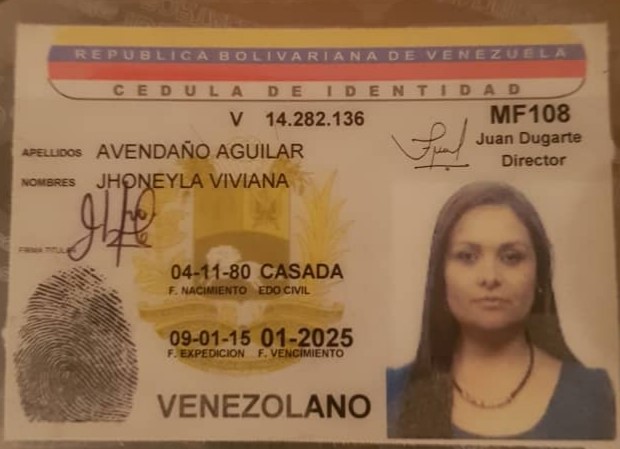 REPUBLICA BOLIVARIANA DE VENEZUELA
CEDULA DE IDENTIDAD
V 14.282.136
MF108
Juan Dugarte
Director
APELLIDOS AVENDAÑO AGUILAR
NOMBRES JHONEYLA VIVIANA
FIRMA TITULAR
04-11-80 CASADA
F. NACIMIENTO EDO CIVIL
09-01-15 01-2025
F. EXPEDICION F. VENCIMIENTO
VENEZOLANO